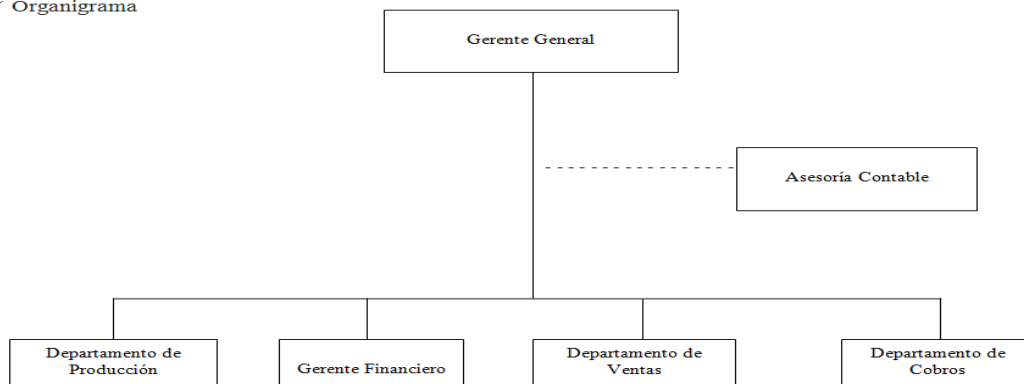 Organigrama
Gerente General
Asesoría Contable
Departamento de
Producción
Gerente Financiero
Departamento de
Ventas
Departamento de
Cobros